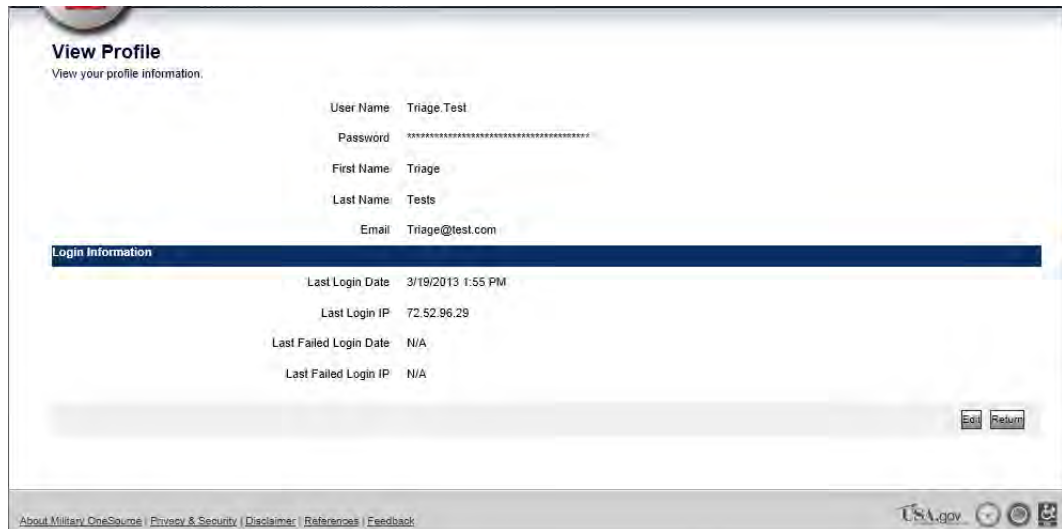 View Profile
View your profile information.
User Name Triage.Test
Password ****************************************
First Name Triage
Last Name Tests
Email Triage@test.com
Login Information
Last Login Date 3/19/2013 1:55 PM
Last Login IP 72.52.96.29
Last Failed Login Date N/A
Last Failed Login IP N/A
Edit Return
About Military OneSource | Privacy & Security | Disclaimer | References | Feedback
USA.gov